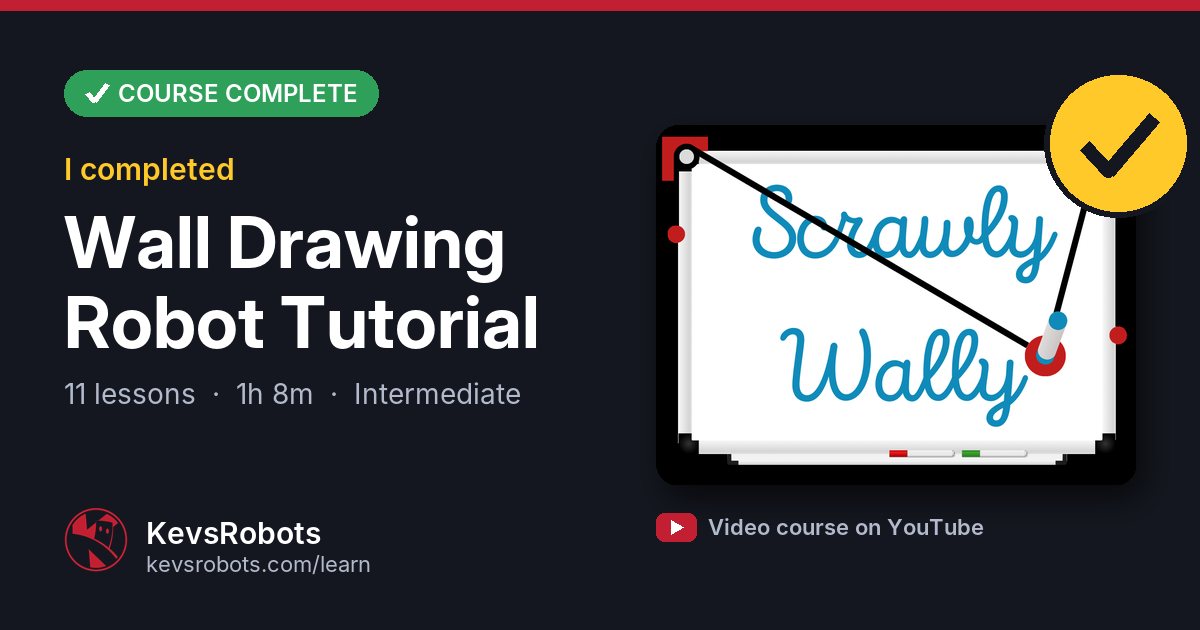 COURSE COMPLETE
I completed
Wall Drawing
Robot Tutorial
11 lessons · 1h 8m · Intermediate
KevsRobots
kevsrobots.com/learn
Scrawly
Wally
Video course on YouTube